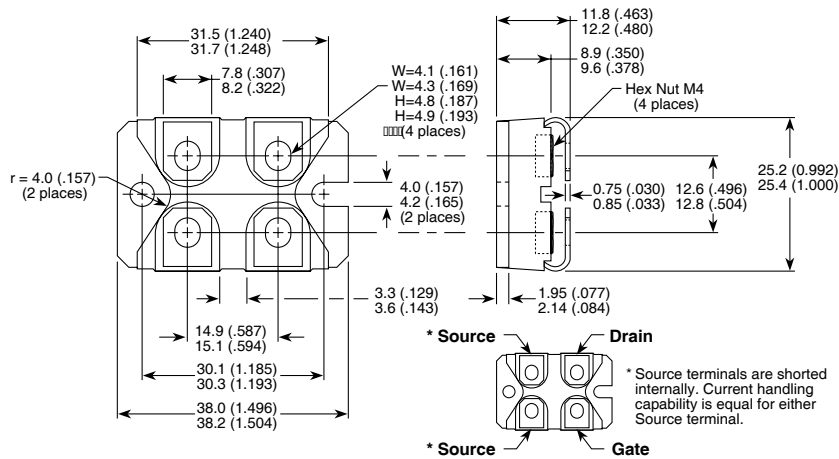 31.5 (1.240)
31.7 (1.248)
7.8 (.307)
8.2 (.322)
W=4.1 (.161)
W=4.3 (.169)
H=4.8 (.187)
H=4.9 (.193)
(4 places)
r = 4.0 (.157)
(2 places)
4.0 (.157)
4.2 (.165)
(2 places)
3.3 (.129)
3.6 (.143)
14.9 (.587)
15.1 (.594)
30.1 (1.185)
30.3 (1.193)
38.0 (1.496)
38.2 (1.504)
11.8 (.463)
12.2 (.480)
8.9 (.350)
9.6 (.378)
Hex Nut M4
(4 places)
0.75 (.030)
0.85 (.033)
12.6 (.496)
12.8 (.504)
25.2 (0.992)
25.4 (1.000)
1.95 (.077)
2.14 (.084)
* Source
Drain
* Source
Gate
* Source terminals are shorted
internally. Current handling
capability is equal for either
Source terminal.